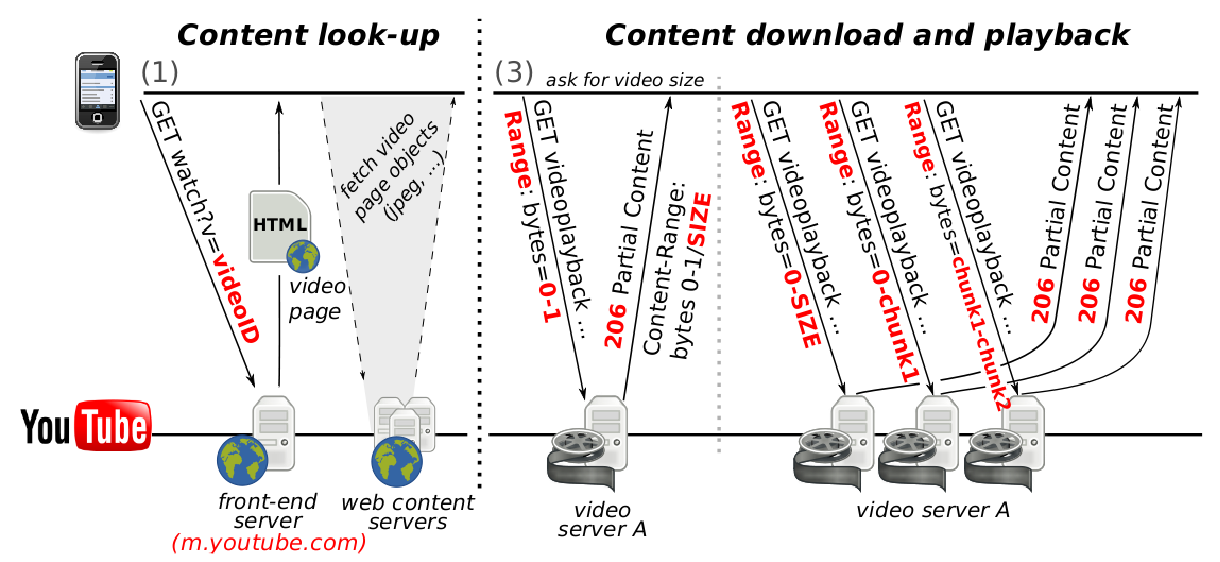 Content look-up
Content download and playback
(1)
GET watch?v=videoID
HTML
video
page
fetch video
page objects
(jpeg, ...)
YouTube
front-end
server
(m.youtube.com)
web content
servers
(3)
ask for video size
GET videoplayback ...
Range: bytes=0-1
206 Partial Content
Content-Range:
bytes 0-1/SIZE
video
server A
GET videoplayback ...
Range: bytes=0-SIZE
GET videoplayback ...
Range: bytes=0-chunk1
GET videoplayback ...
Range: bytes=chunk1-chunk2
206 Partial Content
206 Partial Content
206 Partial Content
video server A